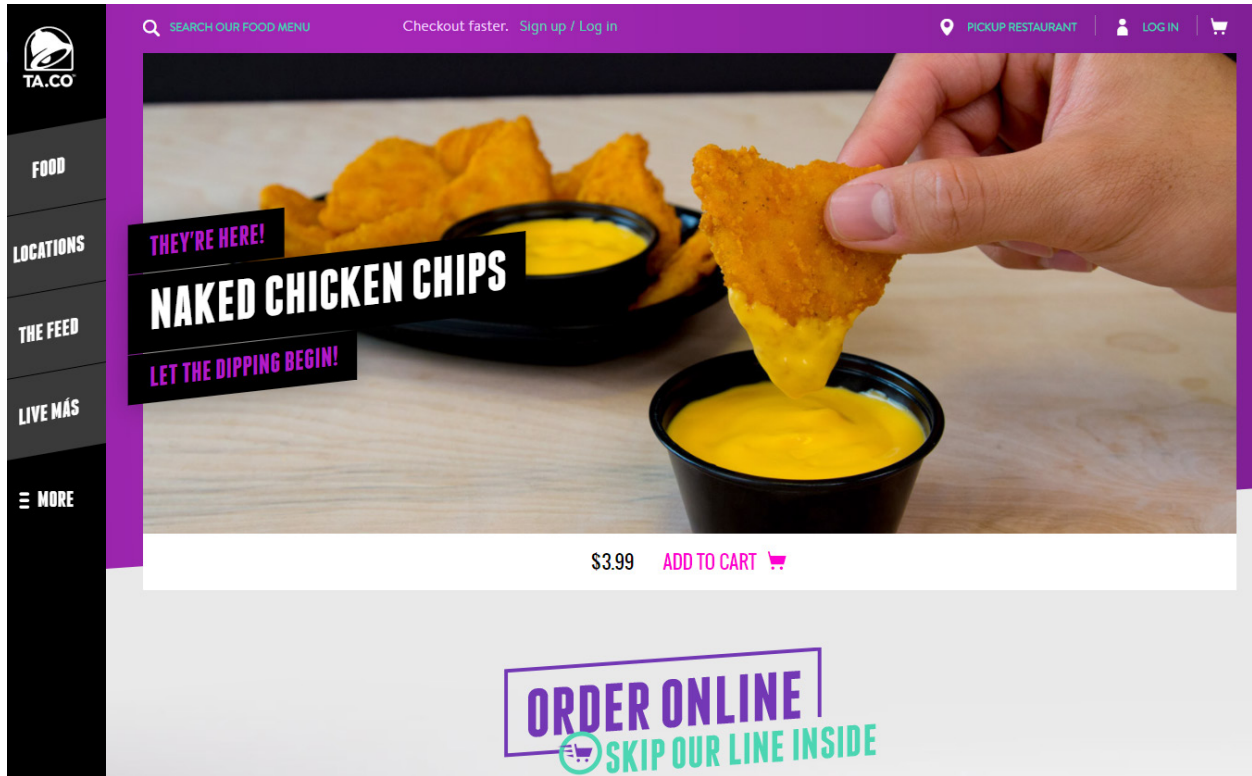 SEARCH OUR FOOD MENU
Checkout faster. Sign up / Log in
PICKUP RESTAURANT
LOG IN
TA.CO
FOOD
LOCATIONS
THE FEED
LIVE MÁS
MORE
THEY'RE HERE!
NAKED CHICKEN CHIPS
LET THE DIPPING BEGIN!
$3.99 ADD TO CART
ORDER ONLINE
SKIP OUR LINE INSIDE